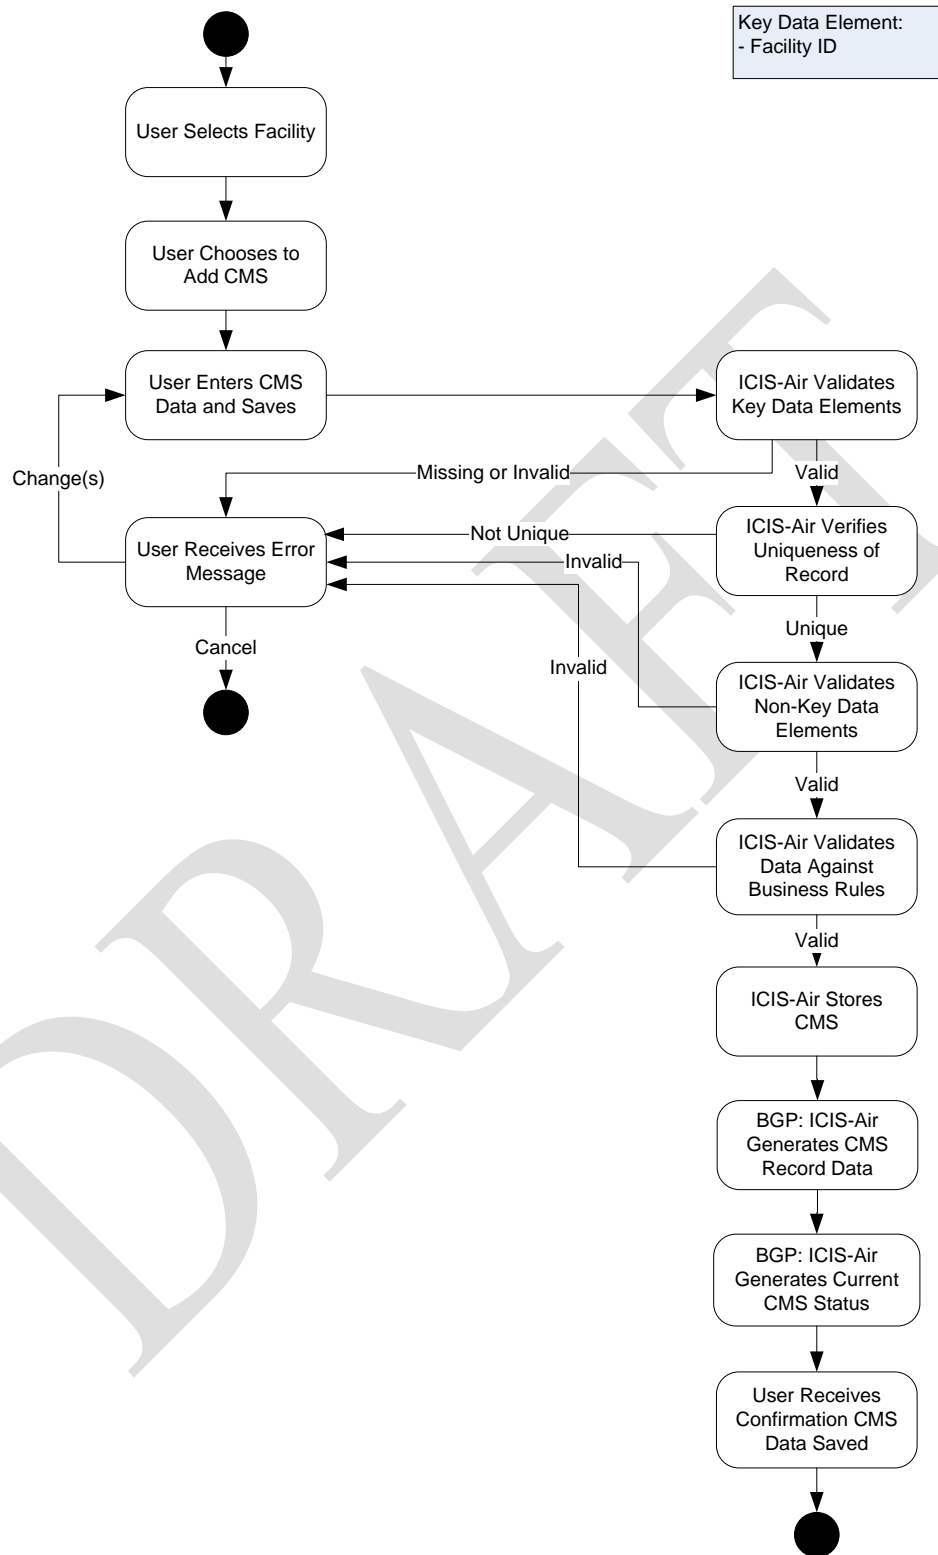 Key Data Element:
- Facility ID
User Selects Facility
User Chooses to
Add CMS
User Enters CMS
Data and Saves
ICIS-Air Validates
Key Data Elements
Change(s)
Missing or Invalid
Valid
User Receives Error
Message
Not Unique
ICIS-Air Verifies
Uniqueness of
Record
Invalid
Cancel
Unique
Invalid
ICIS-Air Validates
Non-Key Data
Elements
Valid
ICIS-Air Validates
Data Against
Business Rules
Valid
ICIS-Air Stores
CMS
BGP: ICIS-Air
Generates CMS
Record Data
BGP: ICIS-Air
Generates Current
CMS Status
User Receives
Confirmation CMS
Data Saved
DRAFT